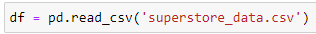 df = pd.read_csv('superstore_data.csv')